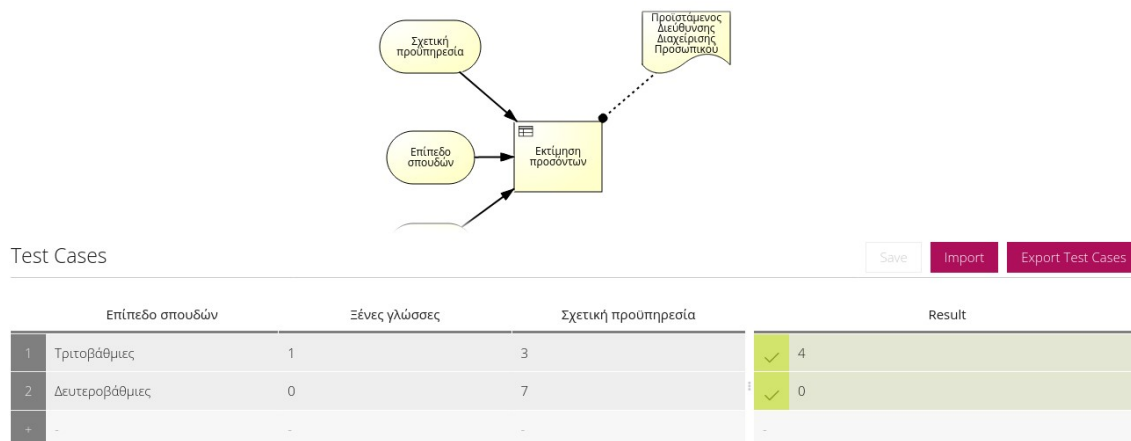 Προϊστάμενος
Διεύθυνσης
Διαχείρισης
Προσωπικού
Σχετική
προϋπηρεσία
Επίπεδο
σπουδών
Εκτίμηση
προσόντων
Test Cases
Save
Import
Export Test Cases
Επίπεδο σπουδών Ξένες γλώσσες Σχετική προϋπηρεσία Result
1 Τριτοβάθμιες 1 3 4
2 Δευτεροβάθμιες 0 7 0
+ - - - -